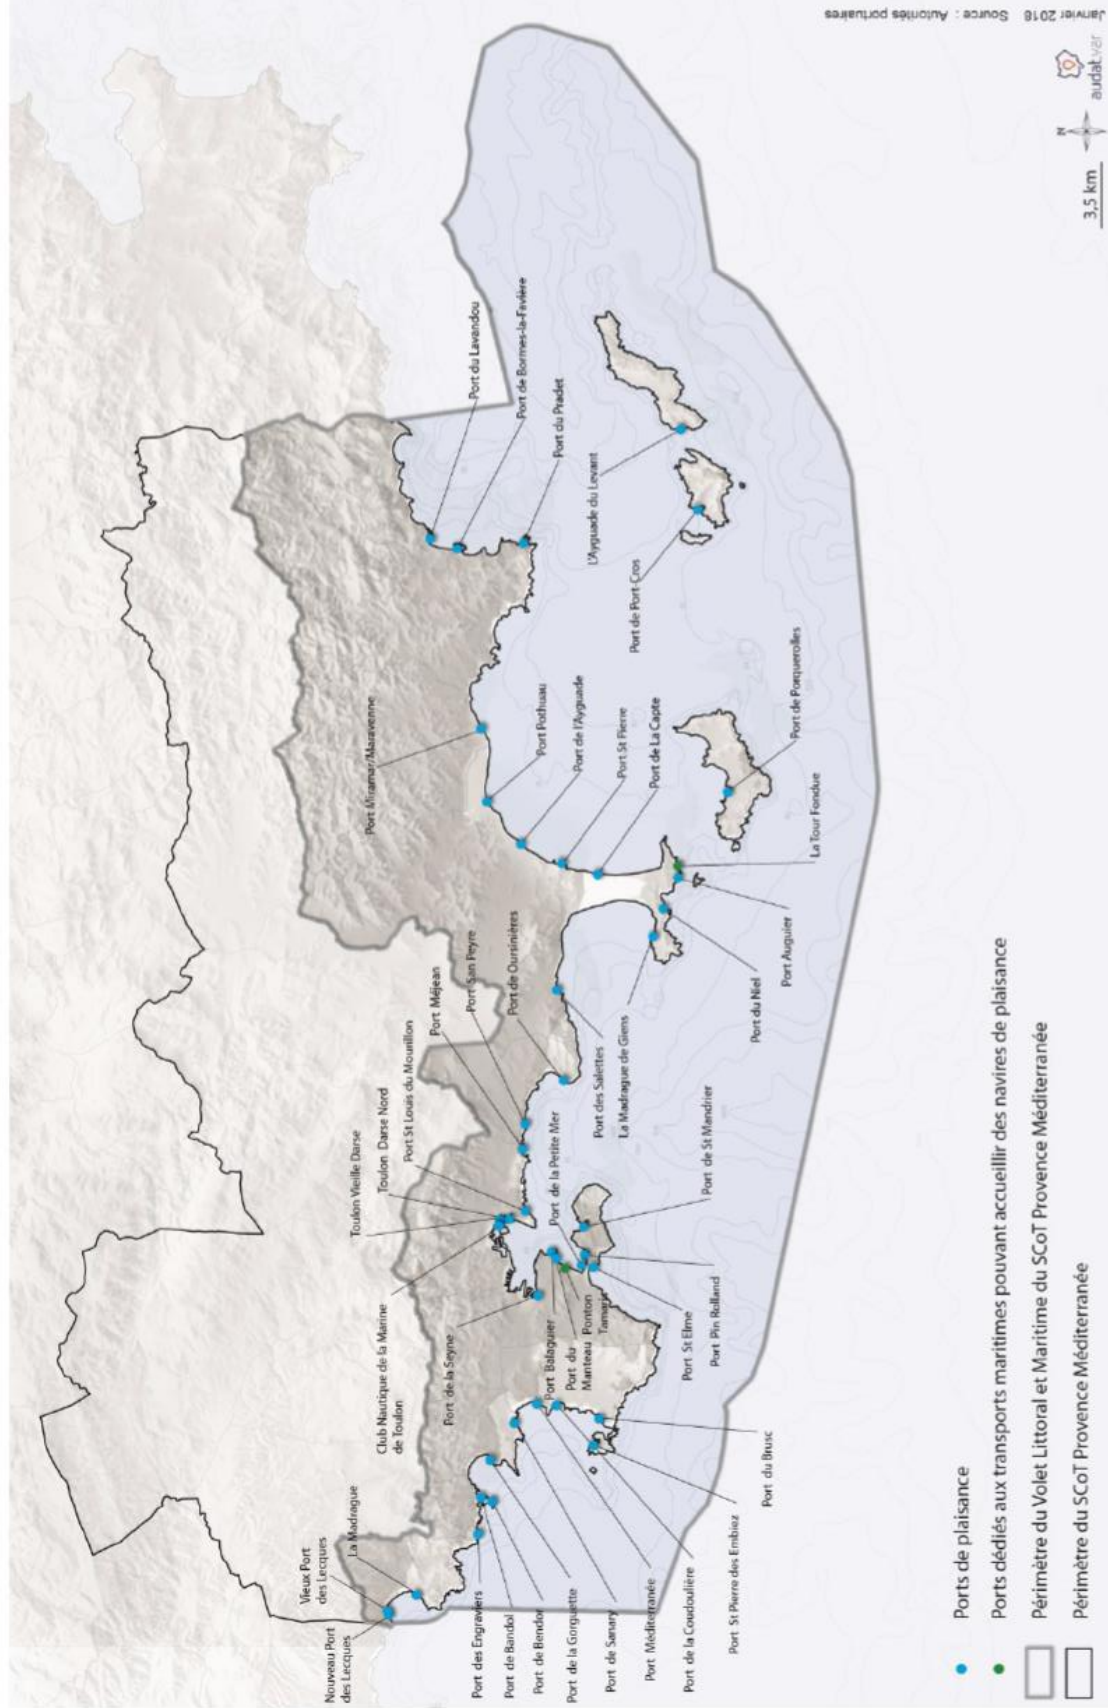 Nouveau Port
des Lecques
Vieux Port
des Lecques
La Madrague
Port des Engraviers
Port de Bandol
Port de Bendor
Port de la Gorguette
Port de Sanary
Port Méditerranée
Port de la Coudoulière
Port St Pierre des Embiez
Port du Brusc
Club Nautique de la Marine
de Toulon
Port de la Seyne
Port Balaguier
Port du
Manteau
Ponton
Tamaris
Port St Elme
Port Pin Rolland
Port de St Mandrier
Port de la Petite Mer
Toulon Vieille Darse
Toulon Darse Nord
Port St Louis du Mourillon
Port Méjean
Port San Peyre
Port de Oursinières
Port des Salettes
La Madrague de Giens
Port du Niel
Port Auguier
La Tour Fondue
Port de Porquerolles
Port Miramar/Maravenne
Port Pothuau
Port de l'Ayguade
Port St Pierre
Port de La Capte
Port de Port-Cros
L'Ayguade du Levant
Port du Lavandou
Port de Bormes-la-Favière
Port du Pradet
Ports de plaisance
Ports dédiés aux transports maritimes pouvant accueillir des navires de plaisance
Périmètre du Volet Littoral et Maritime du SCoT Provence Méditerranée
Périmètre du SCoT Provence Méditerranée
3,5 km
N
audat.var
Janvier 2018 Source : Autorités portuaires